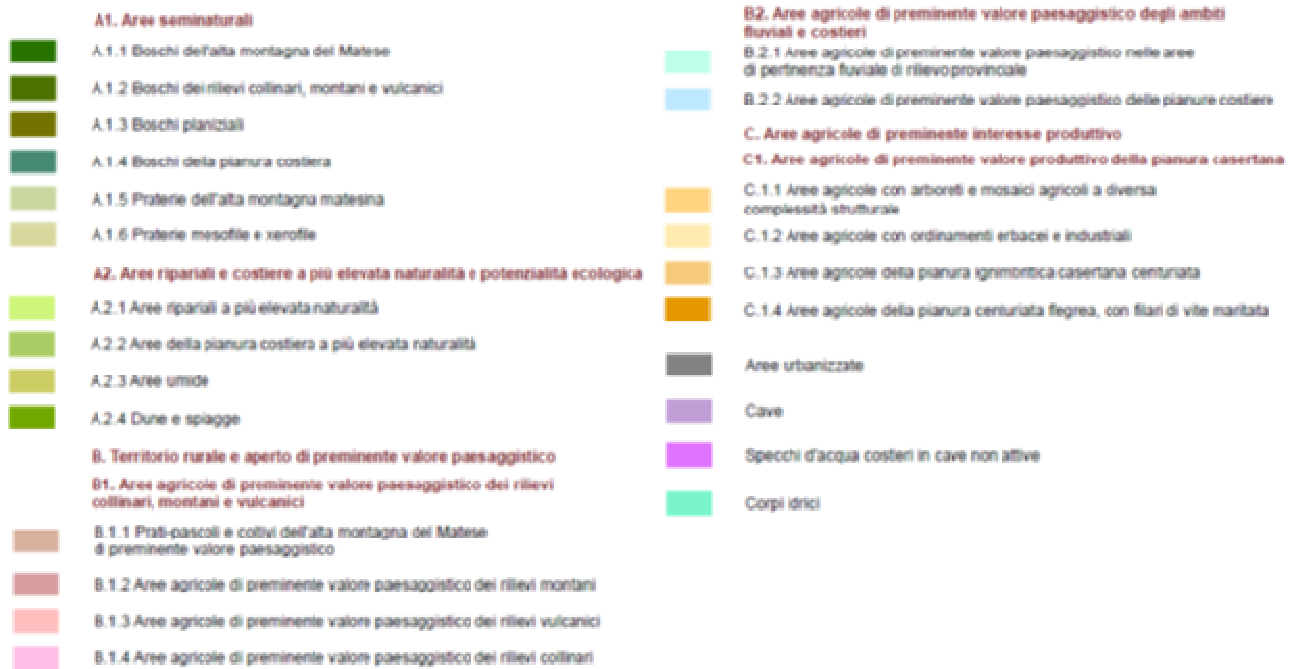 A1. Aree seminaturali
A.1.1 Boschi dell'alta montagna del Matese
A.1.2 Boschi dei rilievi collinari, montani e vulcanici
A.1.3 Boschi planiziali
A.1.4 Boschi della pianura costiera
A.1.5 Praterie dell'alta montagna matesina
A.1.6 Praterie mesofile e xerofile
A2. Aree ripariali e costiere a più elevata naturalità e potenzialità ecologica
A.2.1 Aree ripariali a più elevata naturalità
A.2.2 Aree della pianura costiera a più elevata naturalità
A.2.3 Aree umide
A.2.4 Dune e spiagge
B. Territorio rurale e aperto di preminente valore paesaggistico
B1. Aree agricole di preminente valore paesaggistico dei rilievi
collinari, montani e vulcanici
B.1.1 Prati-pascoli e coltivi dell'alta montagna del Matese
di preminente valore paesaggistico
B.1.2 Aree agricole di preminente valore paesaggistico dei rilievi montani
B.1.3 Aree agricole di preminente valore paesaggistico dei rilievi vulcanici
B.1.4 Aree agricole di preminente valore paesaggistico dei rilievi collinari
B2. Aree agricole di preminente valore paesaggistico degli ambiti
fluviali e costieri
B.2.1 Aree agricole di preminente valore paesaggistico nelle aree
di pertinenza fluviale di rilievo provinciale
B.2.2 Aree agricole di preminente valore paesaggistico delle pianure costiere
C. Aree agricole di preminente interesse produttivo
C1. Aree agricole di preminente valore produttivo della pianura casertana
C.1.1 Aree agricole con arboreti e mosaici agricoli a diversa
complessità strutturale
C.1.2 Aree agricole con ordinamenti erbacei e industriali
C.1.3 Aree agricole della pianura ignimbritica casertana centuriata
C.1.4 Aree agricole della pianura centuriata flegrea, con filari di vite maritata
Aree urbanizzate
Cave
Specchi d'acqua costieri in cave non attive
Corpi idrici